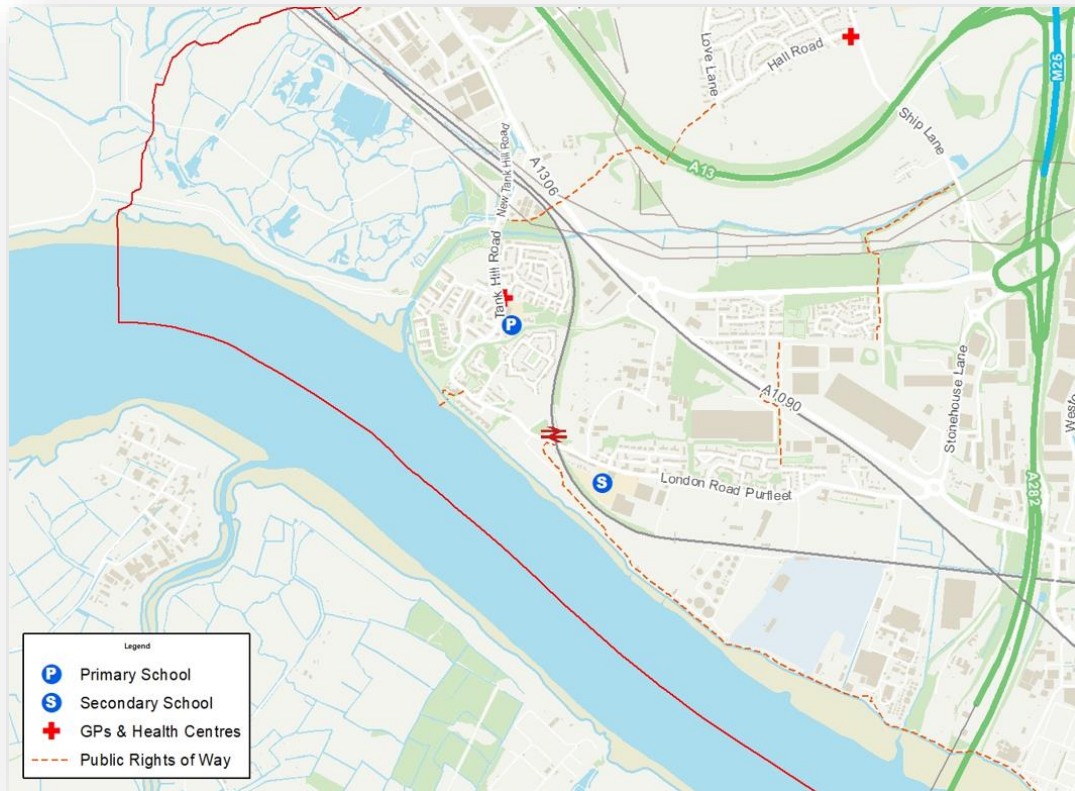 M25
Love Lane
Hall Road
Ship Lane
A13
New Tank Hill Road
A1306
Tank Hill Road
P
A1090
Stonehouse Lane
Westo
S
London Road Purfleet
A282
Legend
P Primary School
S Secondary School
GPs & Health Centres
Public Rights of Way